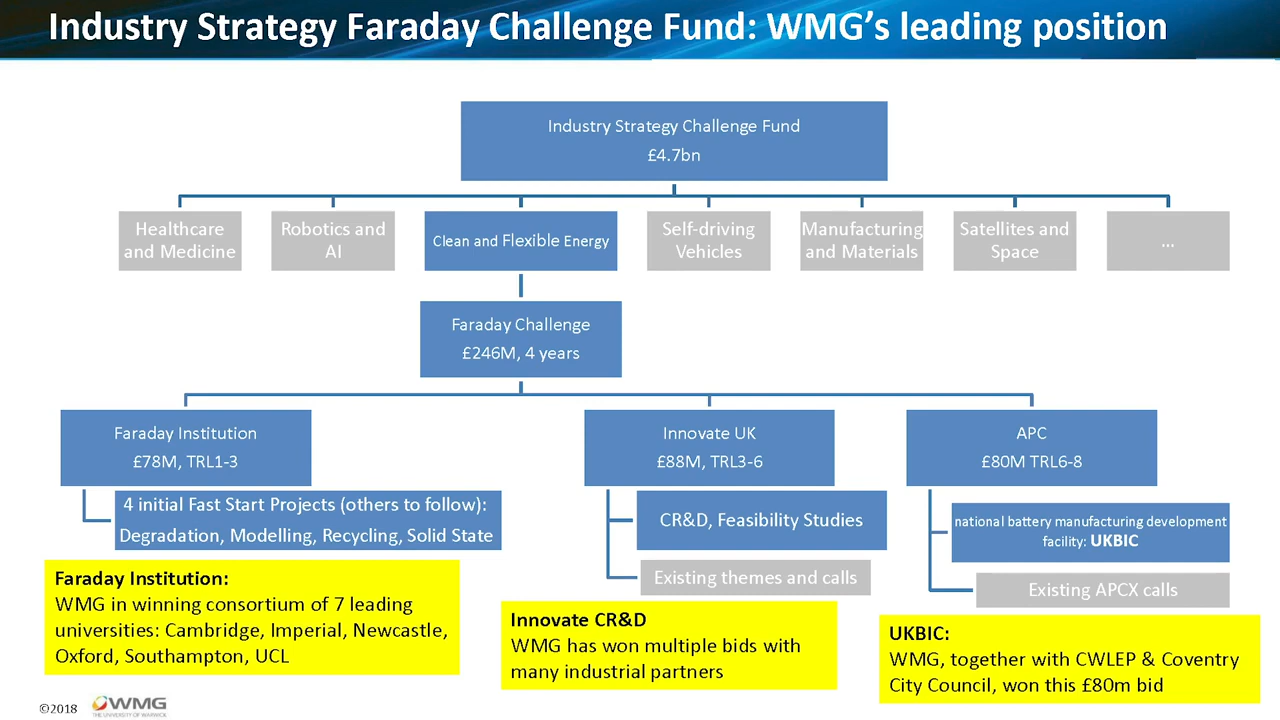 Industry Strategy Faraday Challenge Fund: WMG's leading position
Industry Strategy Challenge Fund
£4.7bn
Healthcare
and Medicine
Robotics and
AI
Clean and Flexible Energy
Self-driving
Vehicles
Manufacturing
and Materials
Satellites and
Space
...
Faraday Challenge
£246M, 4 years
Faraday Institution
£78M, TRL1-3
Innovate UK
£88M, TRL3-6
APC
£80M TRL6-8
4 initial Fast Start Projects (others to follow):
Degradation, Modelling, Recycling, Solid State
CR&D, Feasibility Studies
national battery manufacturing development
facility: UKBIC
Existing themes and calls
Existing APCX calls
Faraday Institution:
WMG in winning consortium of 7 leading
universities: Cambridge, Imperial, Newcastle,
Oxford, Southampton, UCL
Innovate CR&D
WMG has won multiple bids with
many industrial partners
UKBIC:
WMG, together with CWLEP & Coventry
City Council, won this £80m bid
©2018
WMG
THE UNIVERSITY OF WARWICK